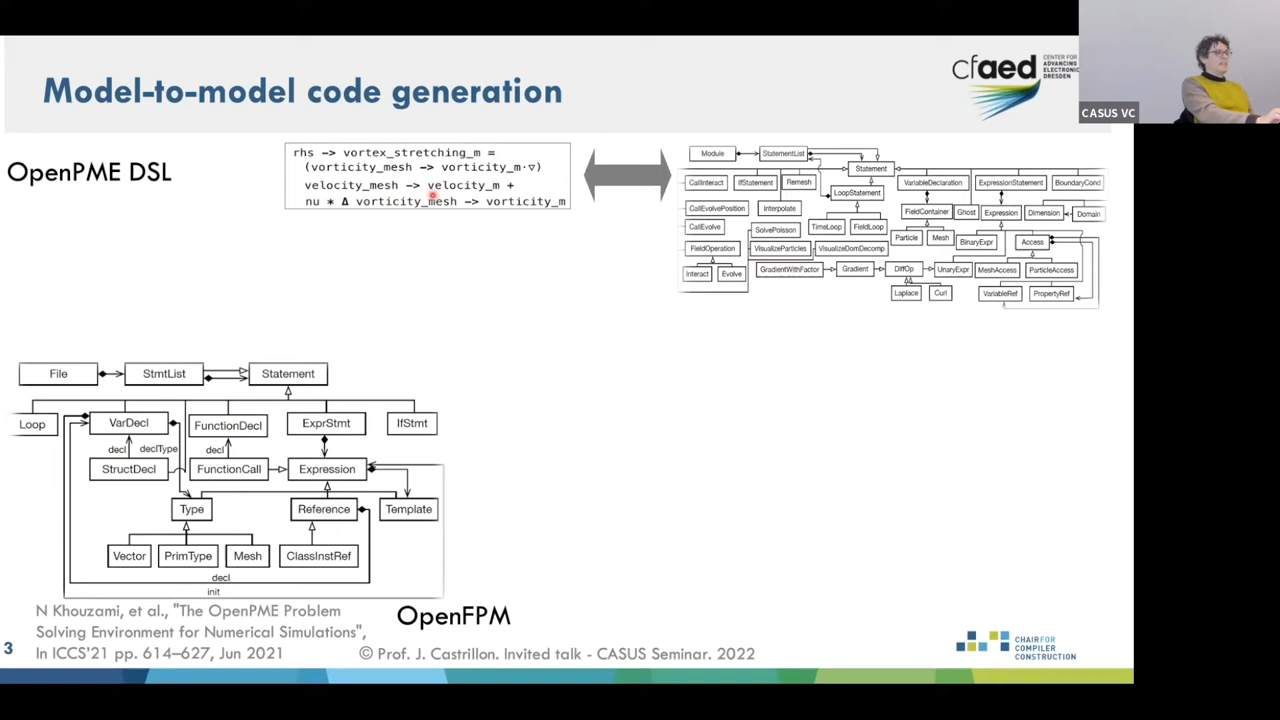 Model-to-model code generation
cfaed
CENTER FOR
ADVANCING
ELECTRONIC
DRESDEN
CASUS VC
OpenPME DSL
rhs -> vortex_stretching_m =
(vorticity_mesh -> vorticity_m·▽)
velocity_mesh -> velocity_m +
nu * Δ vorticity_mesh -> vorticity_m
Module
StatementList
Statement
CallInteract
IfStatement
Remesh
LoopStatement
VariableDeclaration
ExpressionStatement
BoundaryCond
CallEvolvePosition
Interpolate
FieldContainer
Ghost
Expression
Dimension
Domain
CallEvolve
SolvePoisson
TimeLoop
FieldLoop
Particle
Mesh
BinaryExpr
Access
FieldOperation
VisualizeParticles
VisualizeDomDecomp
Interact
Evolve
GradientWithFactor
Gradient
DiffOp
UnaryExpr
MeshAccess
ParticleAccess
Laplace
Curl
VariableRef
PropertyRef
File
StmtList
Statement
Loop
VarDecl
FunctionDecl
ExprStmt
IfStmt
decl
declType
decl
StructDecl
FunctionCall
Expression
Type
Reference
Template
Vector
PrimType
Mesh
ClassInstRef
decl
init
OpenFPM
N Khouzami, et al., "The OpenPME Problem
Solving Environment for Numerical Simulations",
In ICCS'21 pp. 614–627, Jun 2021
3
© Prof. J. Castrillon. Invited talk - CASUS Seminar. 2022
CHAIR FOR
COMPILER
CONSTRUCTION